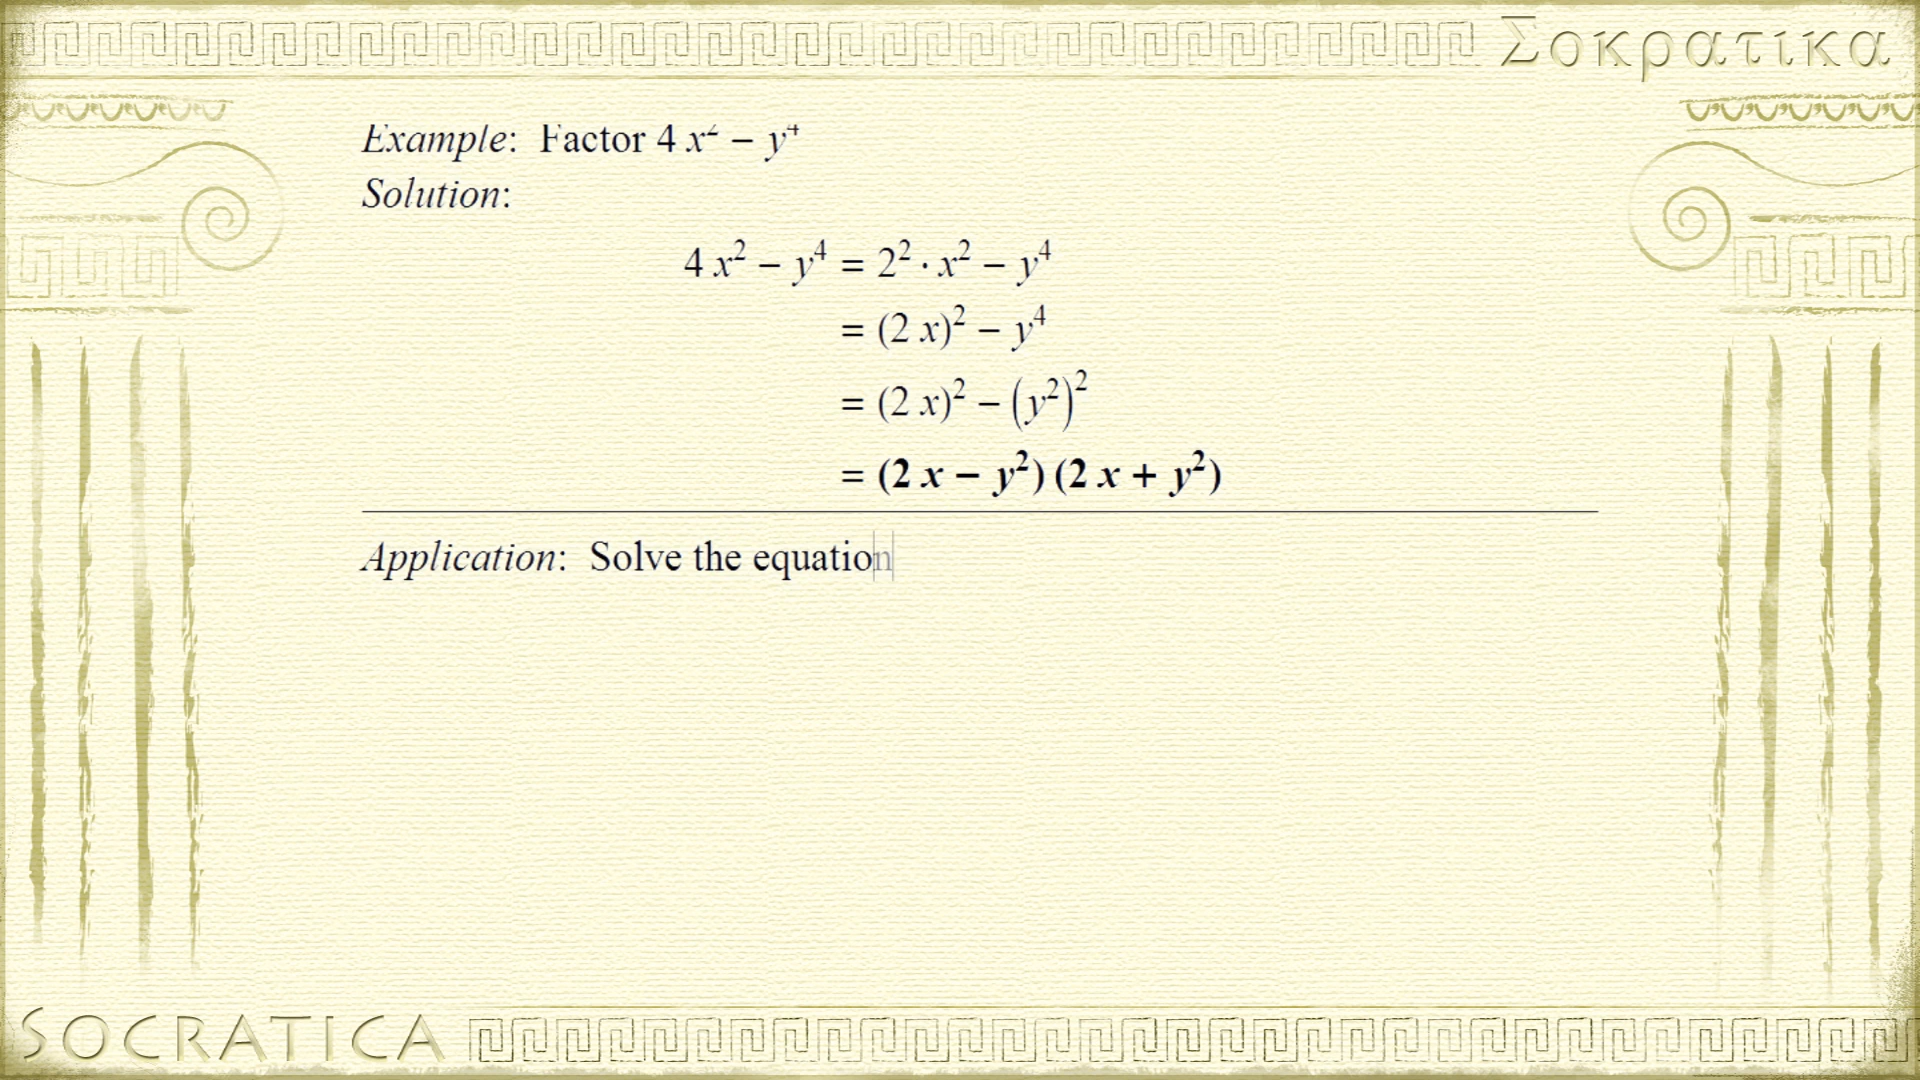 Σοκρατικα
Example: Factor 4 x² − y⁴
Solution:
4 x² − y⁴ = 2² · x² − y⁴
= (2 x)² − y⁴
= (2 x)² − (y²)²
= (2 x − y²) (2 x + y²)
Application: Solve the equation
SOCRATICA